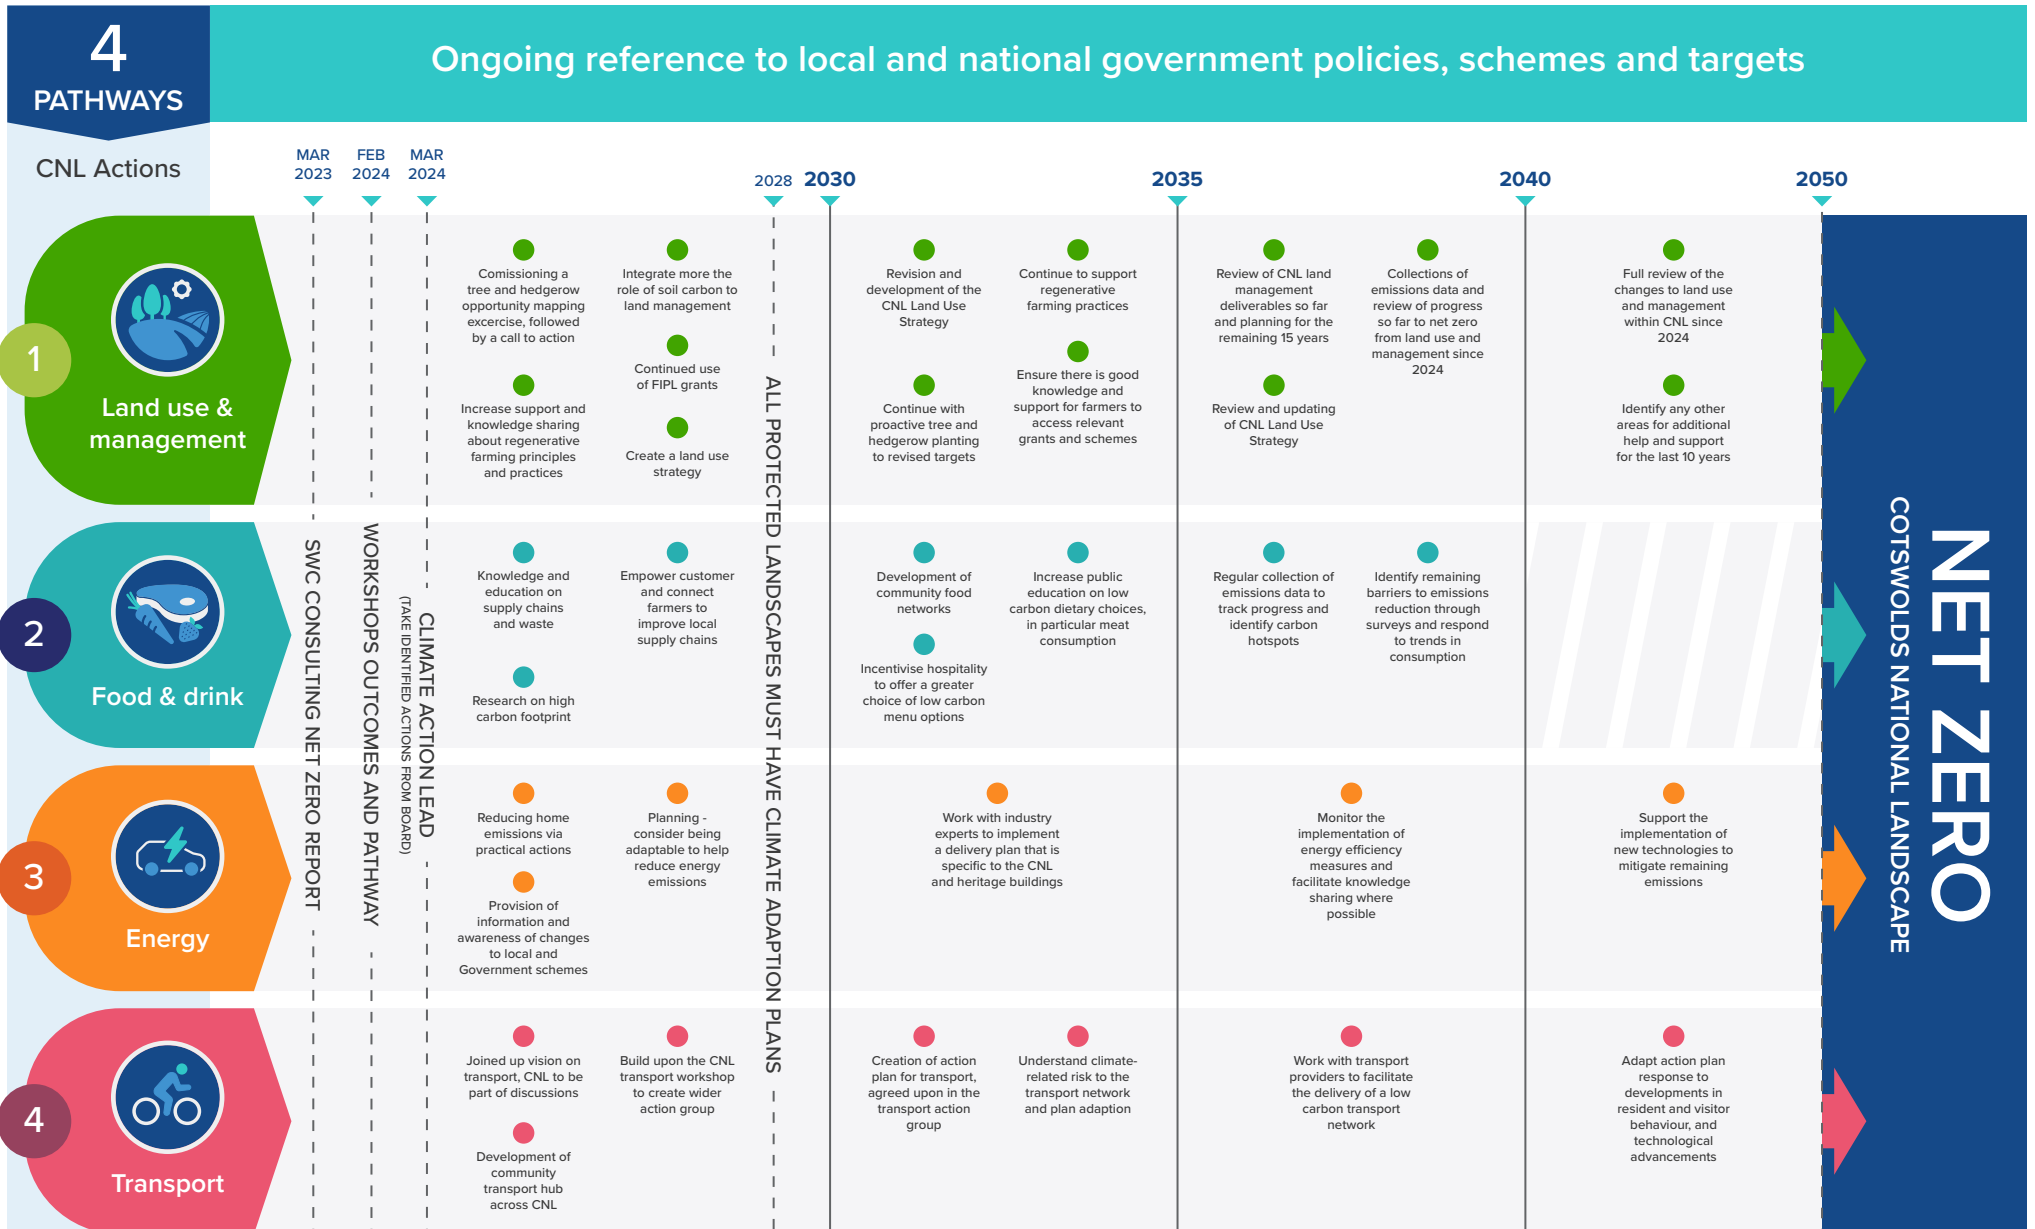 4
PATHWAYS
Ongoing reference to local and national government policies, schemes and targets
CNL Actions
MAR
2023
FEB
2024
MAR
2024
2028
2030
2035
2040
2050
SWC CONSULTING NET ZERO REPORT
WORKSHOPS OUTCOMES AND PATHWAY
CLIMATE ACTION LEAD
(TAKE IDENTIFIED ACTIONS FROM BOARD)
ALL PROTECTED LANDSCAPES MUST HAVE CLIMATE ADAPTION PLANS
1
Land use &
management
Comissioning a
tree and hedgerow
opportunity mapping
excercise, followed
by a call to action
Increase support and
knowledge sharing
about regenerative
farming principles
and practices
Integrate more the
role of soil carbon to
land management
Continued use
of FIPL grants
Create a land use
strategy
Revision and
development of the
CNL Land Use
Strategy
Continue with
proactive tree and
hedgerow planting
to revised targets
Continue to support
regenerative
farming practices
Ensure there is good
knowledge and
support for farmers to
access relevant
grants and schemes
Review of CNL land
management
deliverables so far
and planning for the
remaining 15 years
Review and updating
of CNL Land Use
Strategy
Collections of
emissions data and
review of progress
so far to net zero
from land use and
management since
2024
Full review of the
changes to land use
and management
within CNL since
2024
Identify any other
areas for additional
help and support
for the last 10 years
2
Food & drink
Knowledge and
education on
supply chains
and waste
Research on high
carbon footprint
Empower customer
and connect
farmers to
improve local
supply chains
Development of
community food
networks
Incentivise hospitality
to offer a greater
choice of low carbon
menu options
Increase public
education on low
carbon dietary choices,
in particular meat
consumption
Regular collection of
emissions data to
track progress and
identify carbon
hotspots
Identify remaining
barriers to emissions
reduction through
surveys and respond
to trends in
consumption
3
Energy
Reducing home
emissions via
practical actions
Provision of
information and
awareness of changes
to local and
Government schemes
Planning -
consider being
adaptable to help
reduce energy
emissions
Work with industry
experts to implement
a delivery plan that is
specific to the CNL
and heritage buildings
Monitor the
implementation of
energy efficiency
measures and
facilitate knowledge
sharing where
possible
Support the
implementation of
new technologies to
mitigate remaining
emissions
4
Transport
Joined up vision on
transport, CNL to be
part of discussions
Development of
community
transport hub
across CNL
Build upon the CNL
transport workshop
to create wider
action group
Creation of action
plan for transport,
agreed upon in the
transport action
group
Understand climate-
related risk to the
transport network
and plan adaption
Work with transport
providers to facilitate
the delivery of a low
carbon transport
network
Adapt action plan
response to
developments in
resident and visitor
behaviour, and
technological
advancements
NET ZERO
COTSWOLDS NATIONAL LANDSCAPE